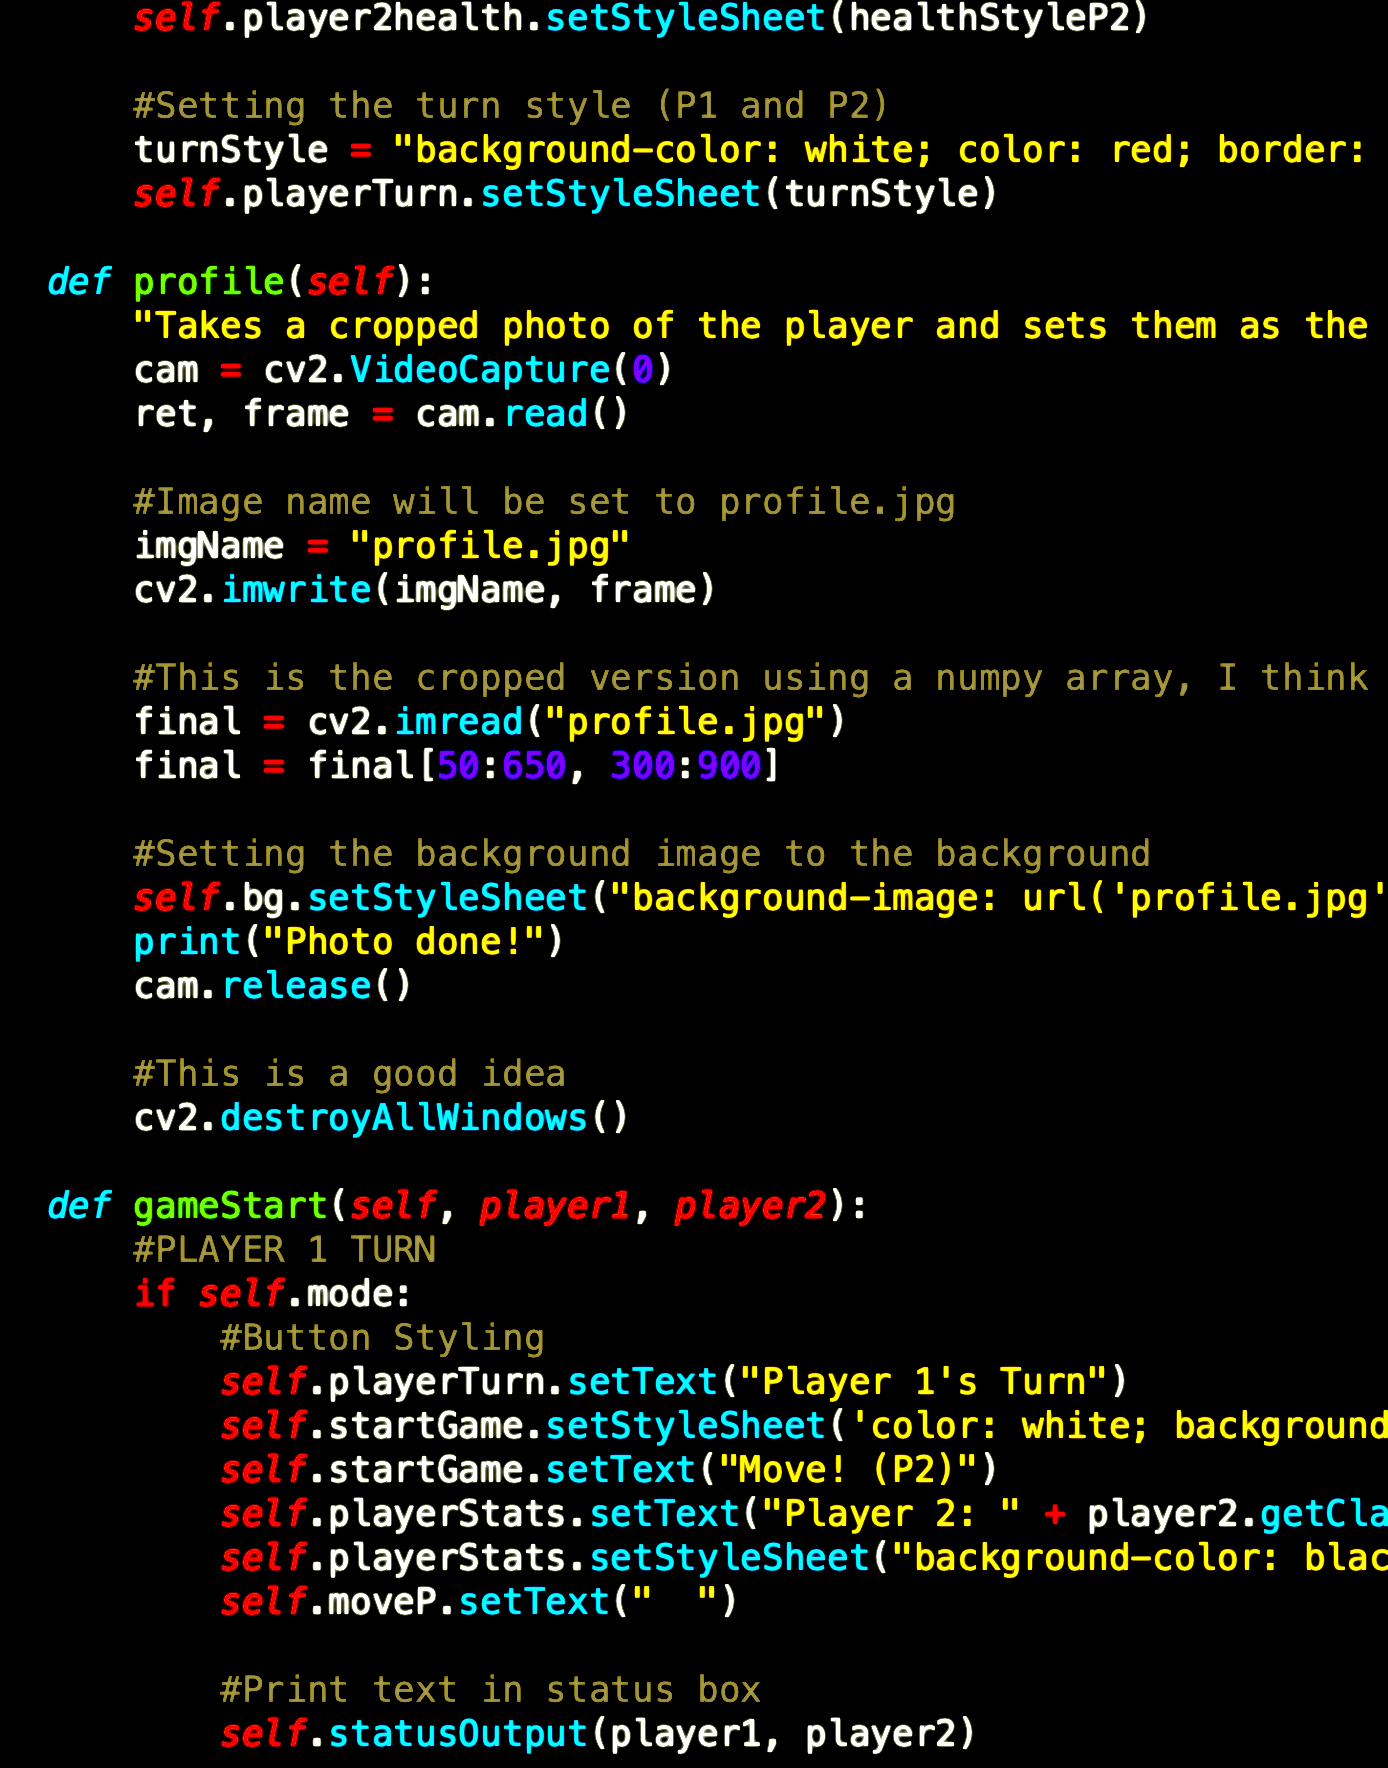 self.player2health.setStyleSheet(healthStyleP2)
#Setting the turn style (P1 and P2)
turnStyle = "background-color: white; color: red; border:
self.playerTurn.setStyleSheet(turnStyle)
def profile(self):
"Takes a cropped photo of the player and sets them as the
cam = cv2.VideoCapture(0)
ret, frame = cam.read()
#Image name will be set to profile.jpg
imgName = "profile.jpg"
cv2.imwrite(imgName, frame)
#This is the cropped version using a numpy array, I think
final = cv2.imread("profile.jpg")
final = final[50:650, 300:900]
#Setting the background image to the background
self.bg.setStyleSheet("background-image: url('profile.jpg'
print("Photo done!")
cam.release()
#This is a good idea
cv2.destroyAllWindows()
def gameStart(self, player1, player2):
#PLAYER 1 TURN
if self.mode:
#Button Styling
self.playerTurn.setText("Player 1's Turn")
self.startGame.setStyleSheet('color: white; background
self.startGame.setText("Move! (P2)")
self.playerStats.setText("Player 2: " + player2.getCla
self.playerStats.setStyleSheet("background-color: blac
self.moveP.setText("  ")
#Print text in status box
self.statusOutput(player1, player2)